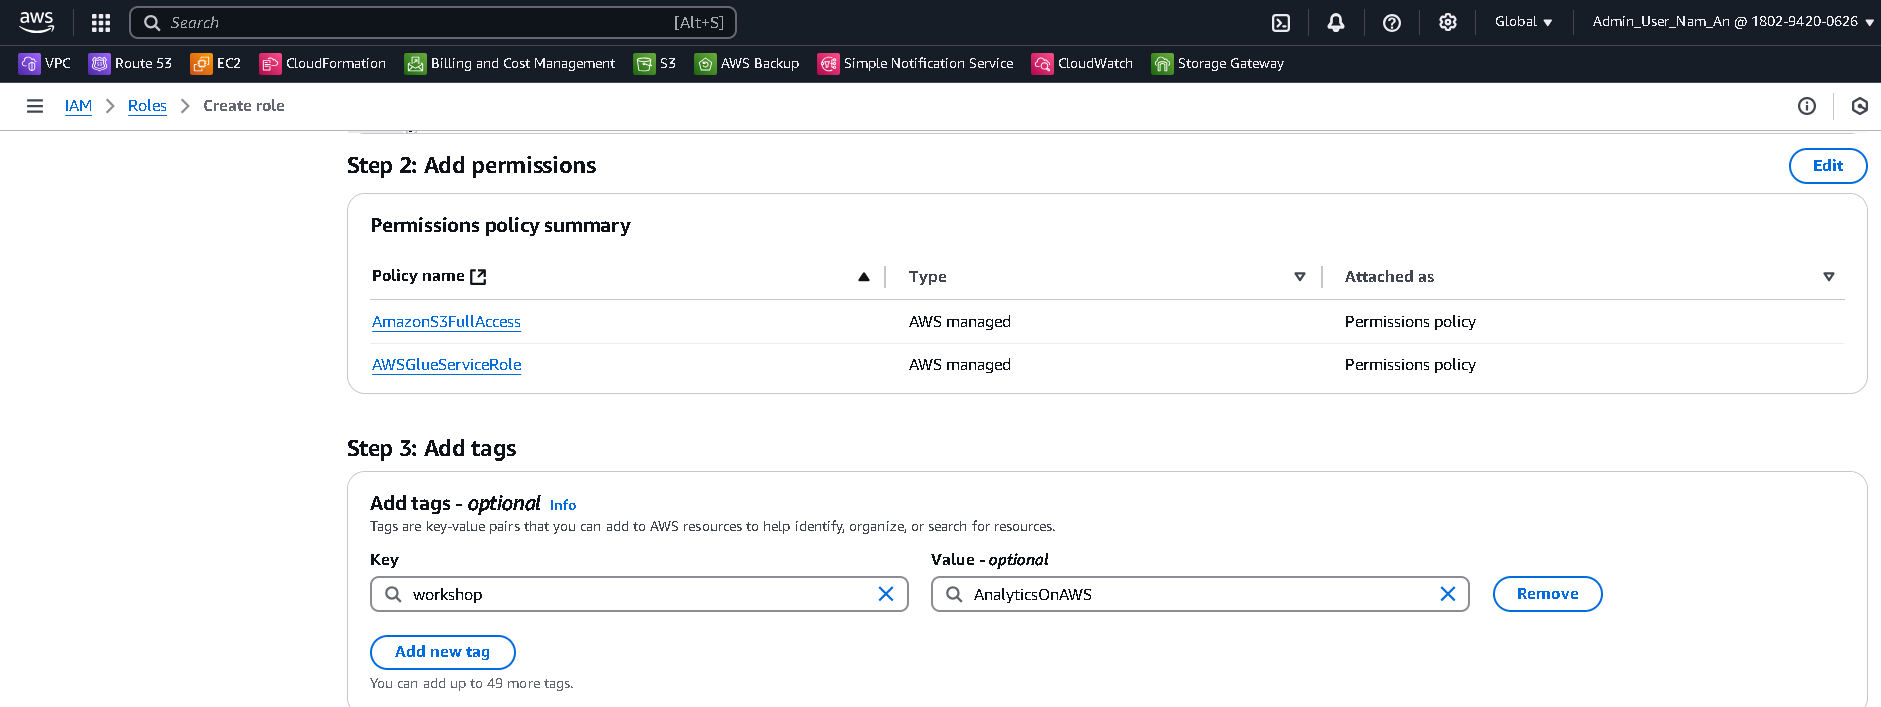 aws
Search [Alt+S]
Global
Admin_User_Nam_An @ 1802-9420-0626
VPC Route 53 EC2 CloudFormation Billing and Cost Management S3 AWS Backup Simple Notification Service CloudWatch Storage Gateway
IAM Roles Create role
Step 2: Add permissions
Edit
Permissions policy summary
Policy name Type Attached as
AmazonS3FullAccess AWS managed Permissions policy
AWSGlueServiceRole AWS managed Permissions policy
Step 3: Add tags
Add tags - optional Info
Tags are key-value pairs that you can add to AWS resources to help identify, organize, or search for resources.
Key Value - optional
workshop AnalyticsOnAWS Remove
Add new tag
You can add up to 49 more tags.